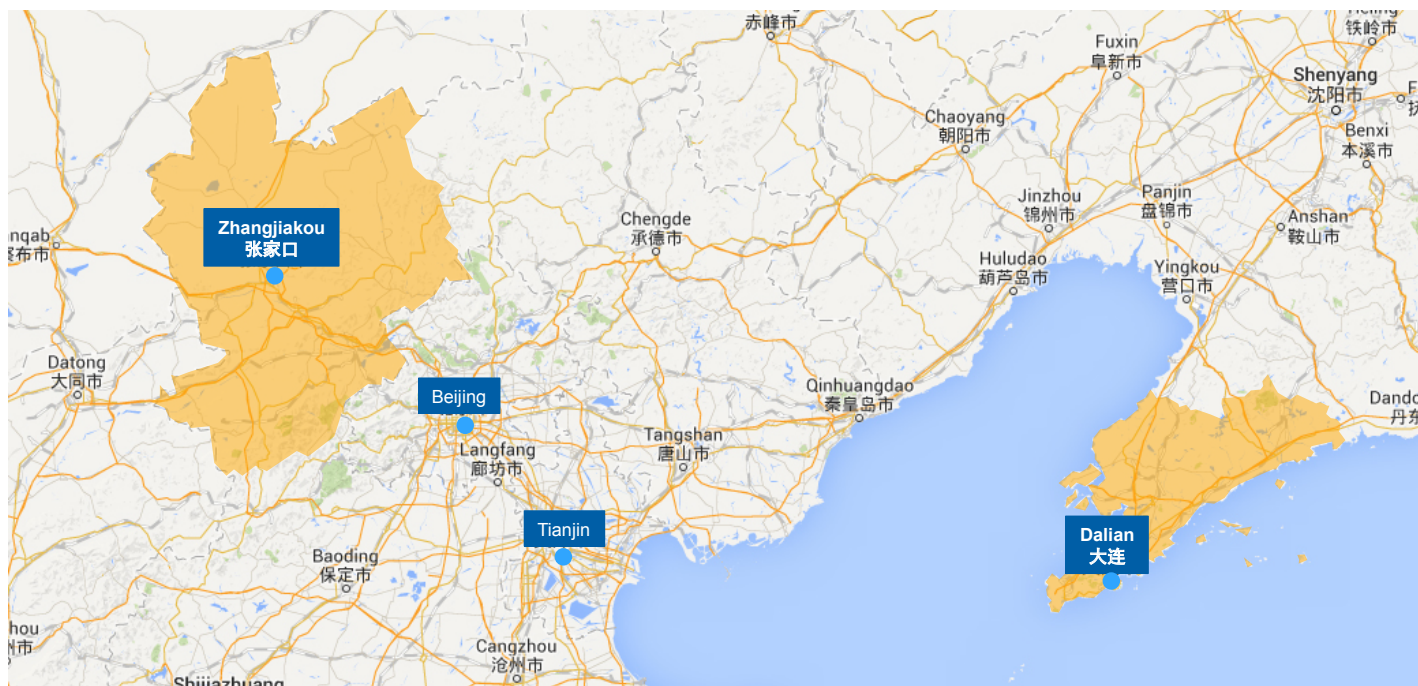 赤峰市
铁岭市
Fuxin
阜新市
Shenyang
沈阳市
Chaoyang
朝阳市
Benxi
本溪市
Jinzhou
锦州市
Panjin
盘锦市
Zhangjiakou
张家口
Chengde
承德市
Anshan
鞍山市
Huludao
葫芦岛市
Yingkou
营口市
Datong
大同市
Beijing
Qinhuangdao
秦皇岛市
丹东
Langfang
廊坊市
Tangshan
唐山市
Tianjin
Dalian
大连
Baoding
保定市
Cangzhou
沧州市
Shijiazhuang